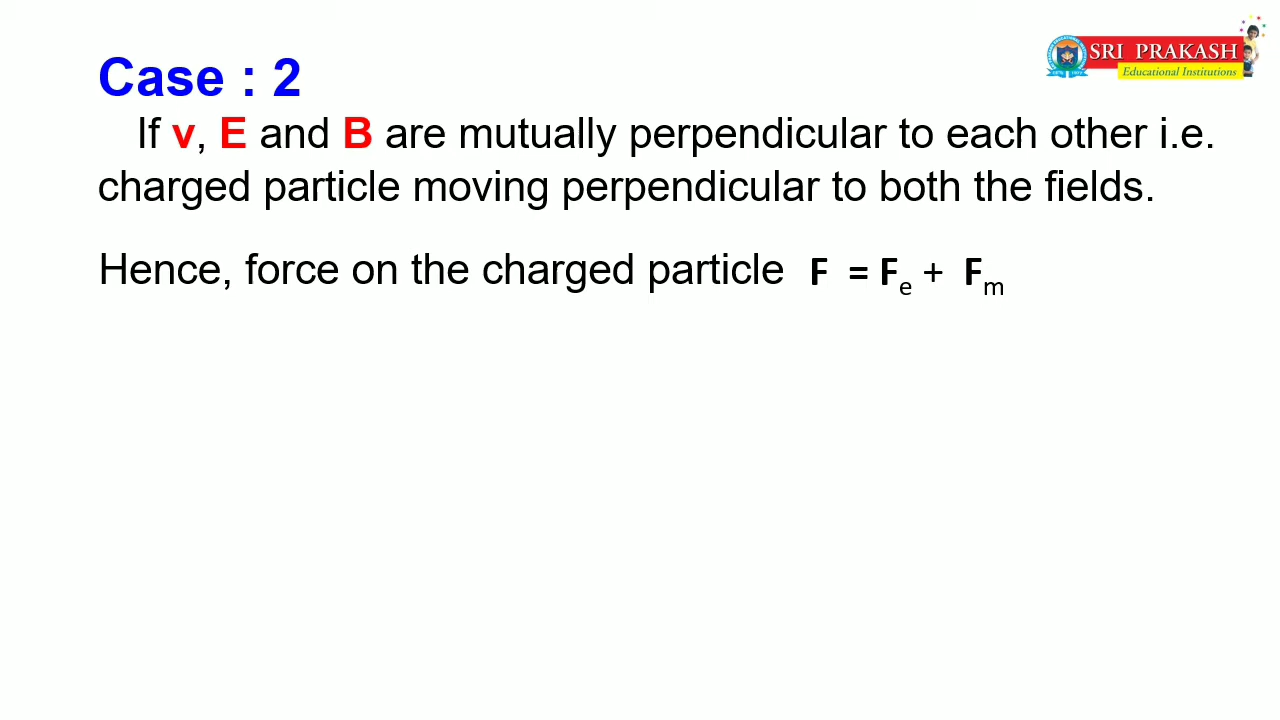 SRI PRAKASH
Educational Institutions
Case : 2
If v, E and B are mutually perpendicular to each other i.e.
charged particle moving perpendicular to both the fields.
Hence, force on the charged particle F = Fe + Fm